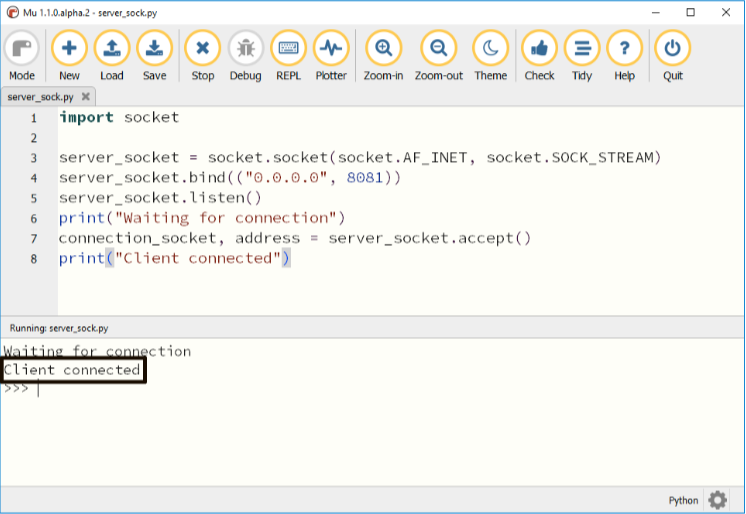 Mu 1.1.0.alpha.2 - server_sock.py
Mode New Load Save Stop Debug REPL Plotter Zoom-in Zoom-out Theme Check Tidy Help Quit
server_sock.py
1 import socket
2
3 server_socket = socket.socket(socket.AF_INET, socket.SOCK_STREAM)
4 server_socket.bind(("0.0.0.0", 8081))
5 server_socket.listen()
6 print("Waiting for connection")
7 connection_socket, address = server_socket.accept()
8 print("Client connected")
Running: server_sock.py
Waiting for connection
Client connected
>>>
Python